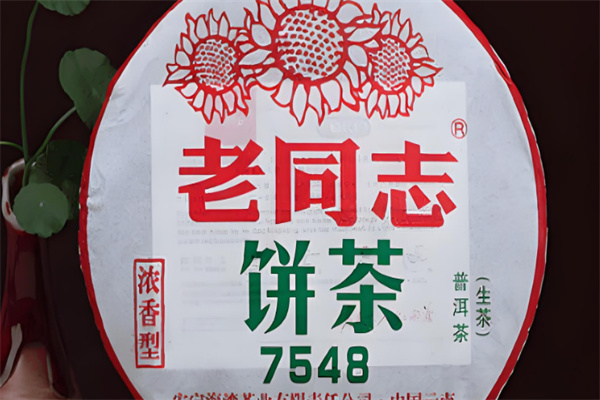 ®
老同志
饼茶
7548
浓香型
普洱茶
(生茶)